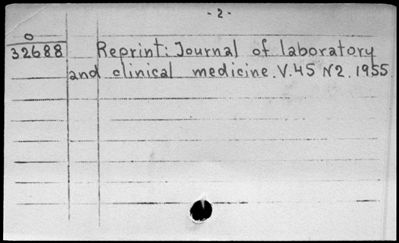 - 2 -
O
32688 Reprint: Journal of laboratory
and clinical medicine. V.45 N2. 1955